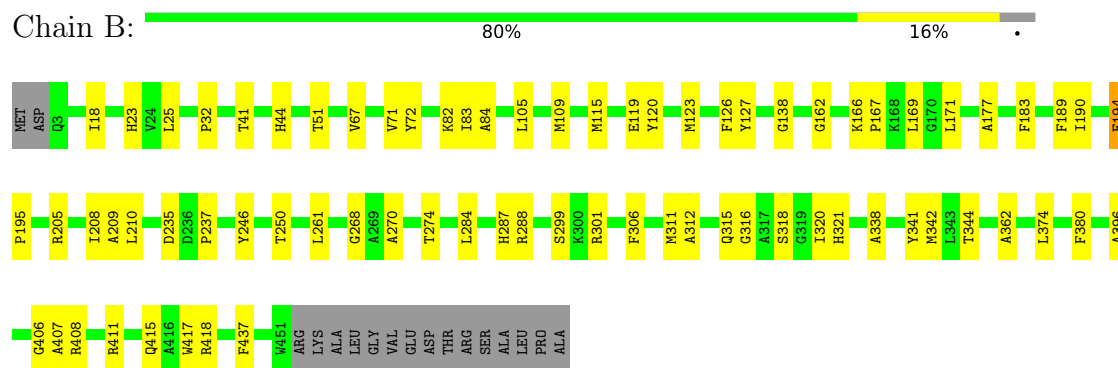 Chain B:
80% 16% •
MET ASP Q3 I18 H23 V24 L25 P32 T41 H44 T51 V67 V71 Y72 K82 I83 A84 L105 M109 M115 E119 Y120 M123 F126 Y127 G138 G162 K166 P167 K168 L169 G170 L171 A177 F183 F189 I190 E194
P195 R205 I208 A209 L210 D235 D236 P237 Y246 T250 L261 G268 A269 A270 T274 L284 H287 R288 S299 K300 R301 F306 M311 A312 Q315 G316 A317 S318 G319 I320 H321 A338 Y341 M342 L343 T344 A362 L374 F380 A396
G406 A407 R408 R411 Q415 A416 W417 R418 F437 W451 ARG LYS ALA LEU GLY VAL GLU ASP THR ARG SER ALA LEU PRO ALA